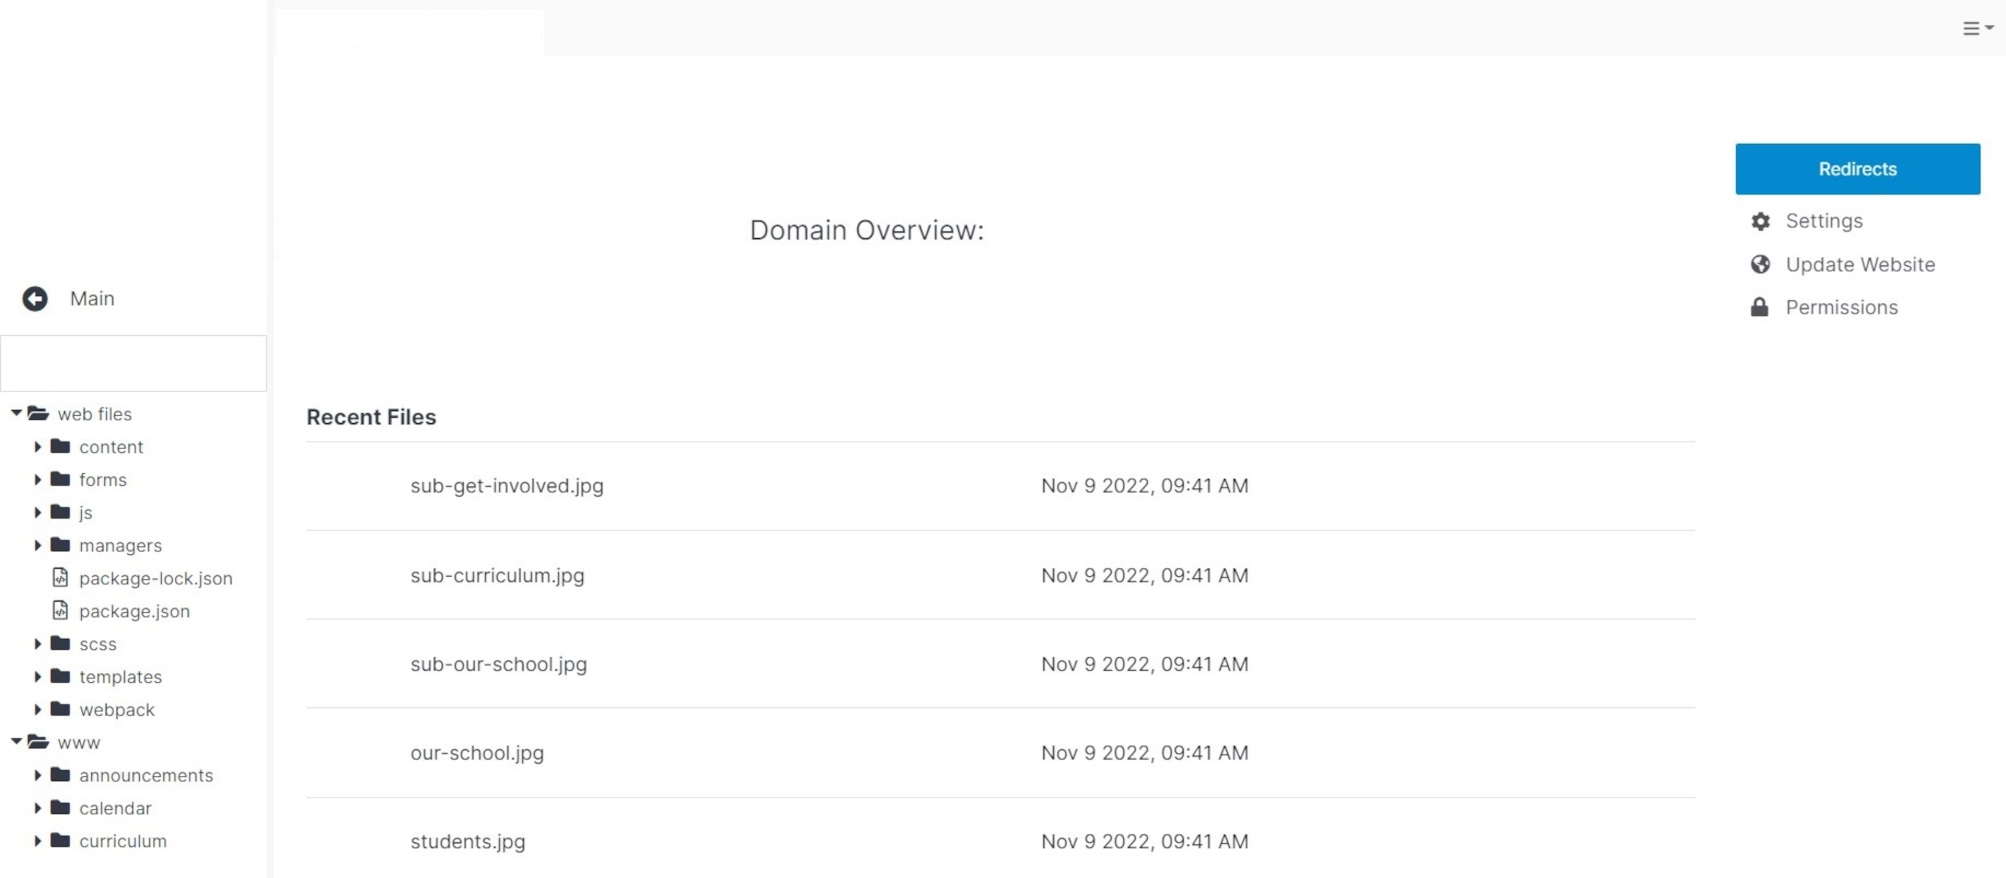 Main
web files
content
forms
js
managers
package-lock.json
package.json
scss
templates
webpack
www
announcements
calendar
curriculum
Domain Overview:
Recent Files
sub-get-involved.jpg Nov 9 2022, 09:41 AM
sub-curriculum.jpg Nov 9 2022, 09:41 AM
sub-our-school.jpg Nov 9 2022, 09:41 AM
our-school.jpg Nov 9 2022, 09:41 AM
students.jpg Nov 9 2022, 09:41 AM
Redirects
Settings
Update Website
Permissions